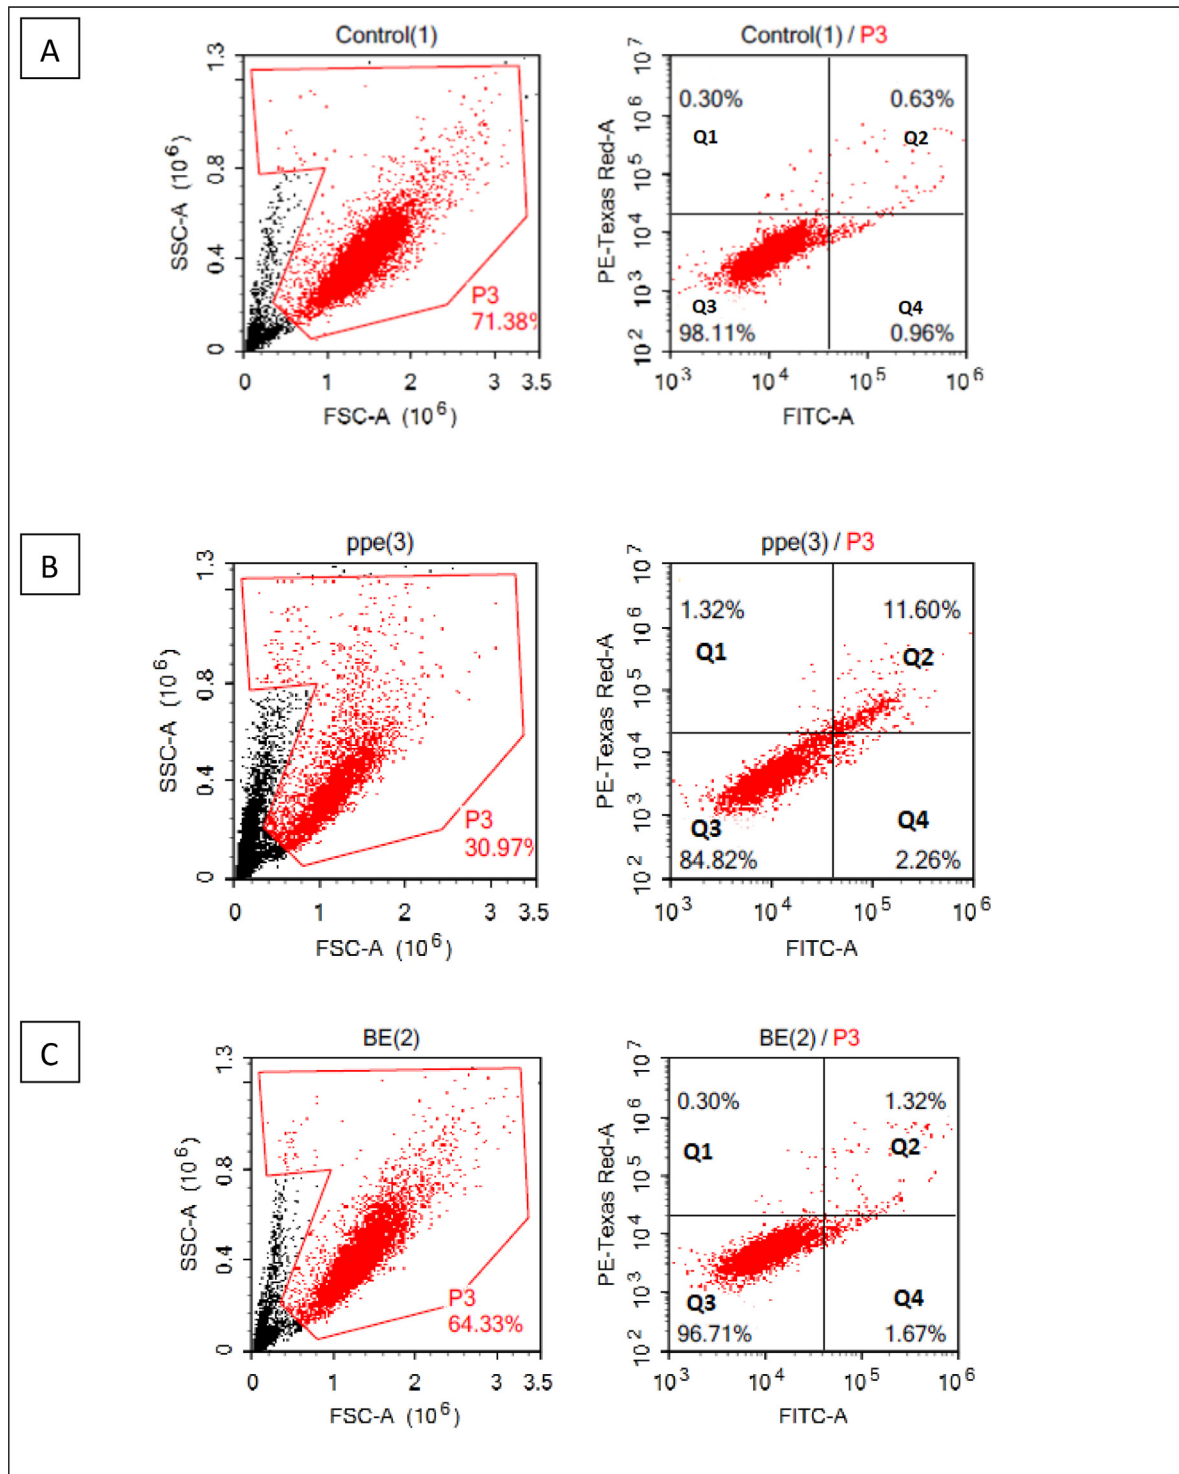 A
Control(1)
1.3
0.8
0.4
0
SSC-A (10^6)
P3
71.38%
0 1 2 3 3.5
FSC-A (10^6)
Control(1) / P3
10^7
10^6
10^5
10^4
10^3
10^2
PE-Texas Red-A
0.30% 0.63%
Q1 Q2
Q3 Q4
98.11% 0.96%
10^3 10^4 10^5 10^6
FITC-A
B
ppe(3)
1.3
0.8
0.4
0
SSC-A (10^6)
P3
30.97%
0 1 2 3 3.5
FSC-A (10^6)
ppe(3) / P3
10^7
10^6
10^5
10^4
10^3
10^2
PE-Texas Red-A
1.32% 11.60%
Q1 Q2
Q3 Q4
84.82% 2.26%
10^3 10^4 10^5 10^6
FITC-A
C
BE(2)
1.3
0.8
0.4
0
SSC-A (10^6)
P3
64.33%
0 1 2 3 3.5
FSC-A (10^6)
BE(2) / P3
10^7
10^6
10^5
10^4
10^3
10^2
PE-Texas Red-A
0.30% 1.32%
Q1 Q2
Q3 Q4
96.71% 1.67%
10^3 10^4 10^5 10^6
FITC-A